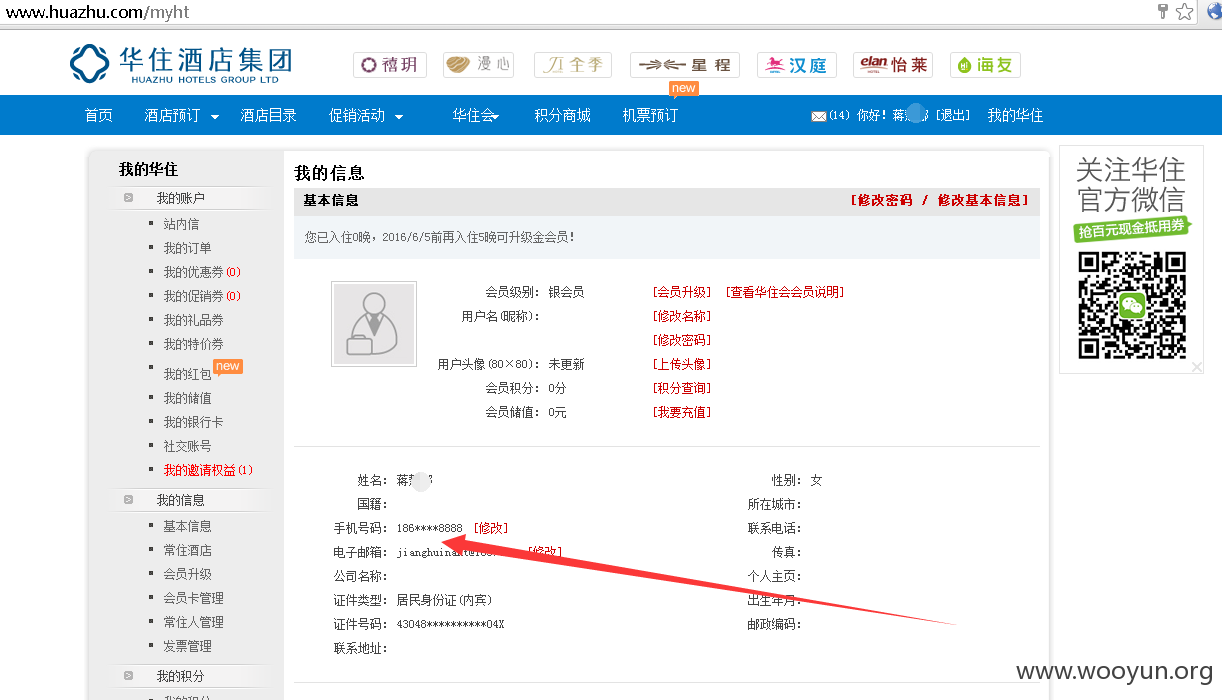 www.huazhu.com/myht
华住酒店集团
HUAZHU HOTELS GROUP LTD
禧玥 漫心 全季 星程 汉庭 elan怡莱 海友
HOTEL
new
首页 酒店预订 酒店目录 促销活动 华住会 积分商城 机票预订 (14) 你好! 蒋 [退出] 我的华住
我的华住
我的账户
站内信
我的订单
我的优惠券(0)
我的促销券(0)
我的礼品券
我的特价券
我的红包 new
我的储值
我的银行卡
社交账号
我的邀请权益(1)
我的信息
基本信息
常住酒店
会员升级
会员卡管理
常住人管理
发票管理
我的积分
我的积分
我的信息
基本信息 [修改密码 / 修改基本信息]
您已入住0晚，2016/6/5前再入住5晚可升级金会员!
会员级别: 银会员 [会员升级] [查看华住会会员说明]
用户名(昵称): [修改名称]
[修改密码]
用户头像(80×80): 未更新 [上传头像]
会员积分: 0分 [积分查询]
会员储值: 0元 [我要充值]
姓名: 蒋 性别: 女
国籍: 所在城市:
手机号码: 186****8888 [修改] 联系电话:
电子邮箱: [修改] 传真:
公司名称: 个人主页:
证件类型: 居民身份证(内宾) 出生年月:
证件号码: 43048**********04X 邮政编码:
联系地址:
关注华住
官方微信
抢百元现金抵用券
www.wooyun.org